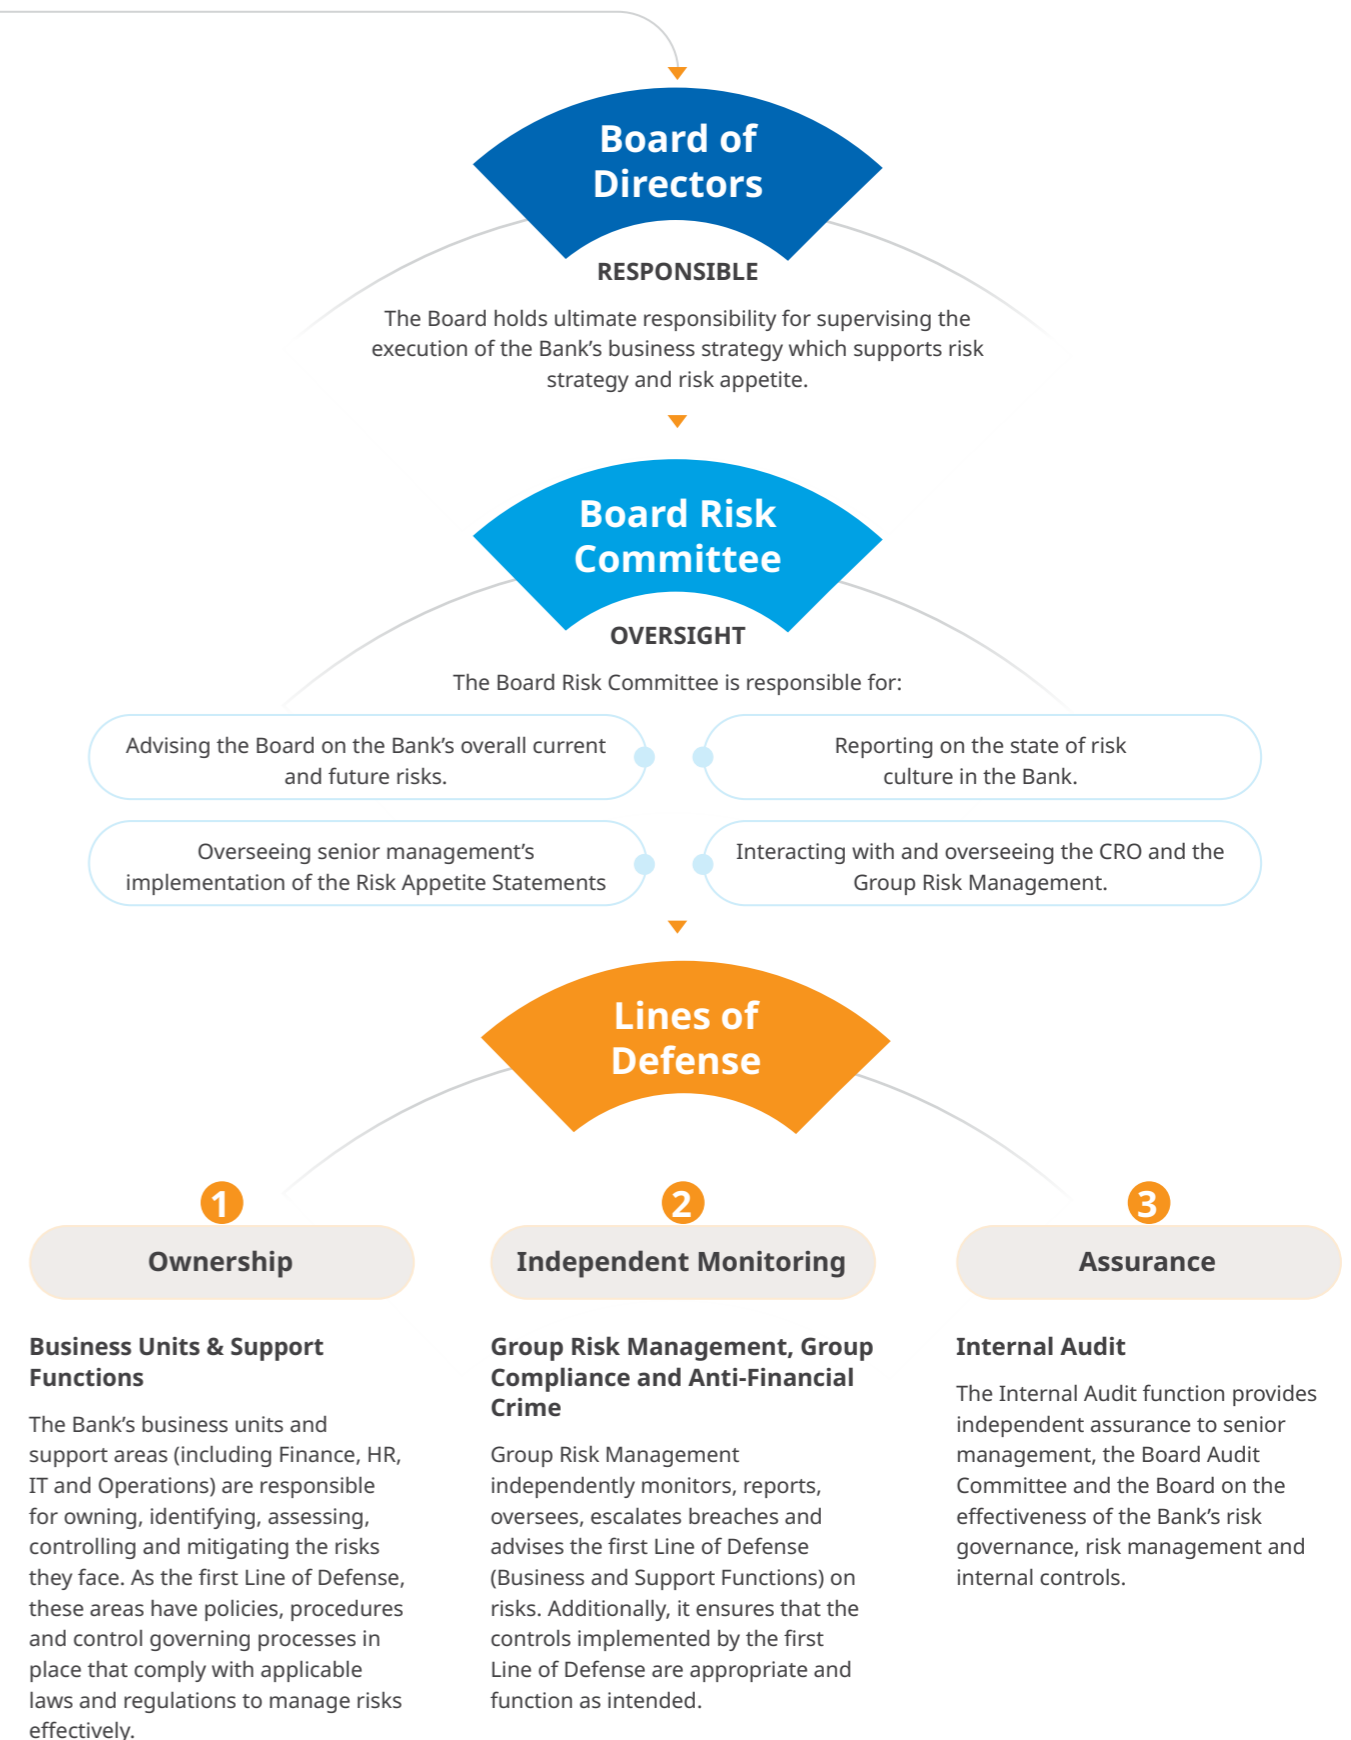 Board of
Directors
RESPONSIBLE
The Board holds ultimate responsibility for supervising the
execution of the Bank’s business strategy which supports risk
strategy and risk appetite.
Board Risk
Committee
OVERSIGHT
The Board Risk Committee is responsible for:
Advising the Board on the Bank’s overall current
and future risks.
Reporting on the state of risk
culture in the Bank.
Overseeing senior management’s
implementation of the Risk Appetite Statements
Interacting with and overseeing the CRO and the
Group Risk Management.
Lines of
Defense
1
Ownership
Business Units & Support
Functions
The Bank’s business units and
support areas (including Finance, HR,
IT and Operations) are responsible
for owning, identifying, assessing,
controlling and mitigating the risks
they face. As the first Line of Defense,
these areas have policies, procedures
and control governing processes in
place that comply with applicable
laws and regulations to manage risks
effectively.
2
Independent Monitoring
Group Risk Management, Group
Compliance and Anti-Financial
Crime
Group Risk Management
independently monitors, reports,
oversees, escalates breaches and
advises the first Line of Defense
(Business and Support Functions) on
risks. Additionally, it ensures that the
controls implemented by the first
Line of Defense are appropriate and
function as intended.
3
Assurance
Internal Audit
The Internal Audit function provides
independent assurance to senior
management, the Board Audit
Committee and the Board on the
effectiveness of the Bank’s risk
governance, risk management and
internal controls.